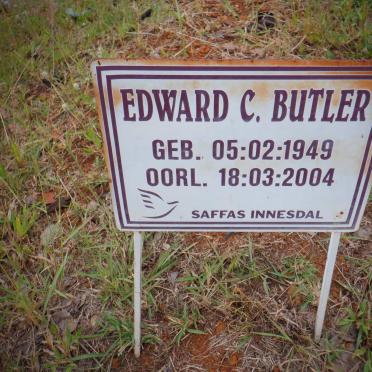 EDWARD C. BUTLER
GEB. 05:02:1949
OORL. 18:03:2004
SAFFAS INNESDAL